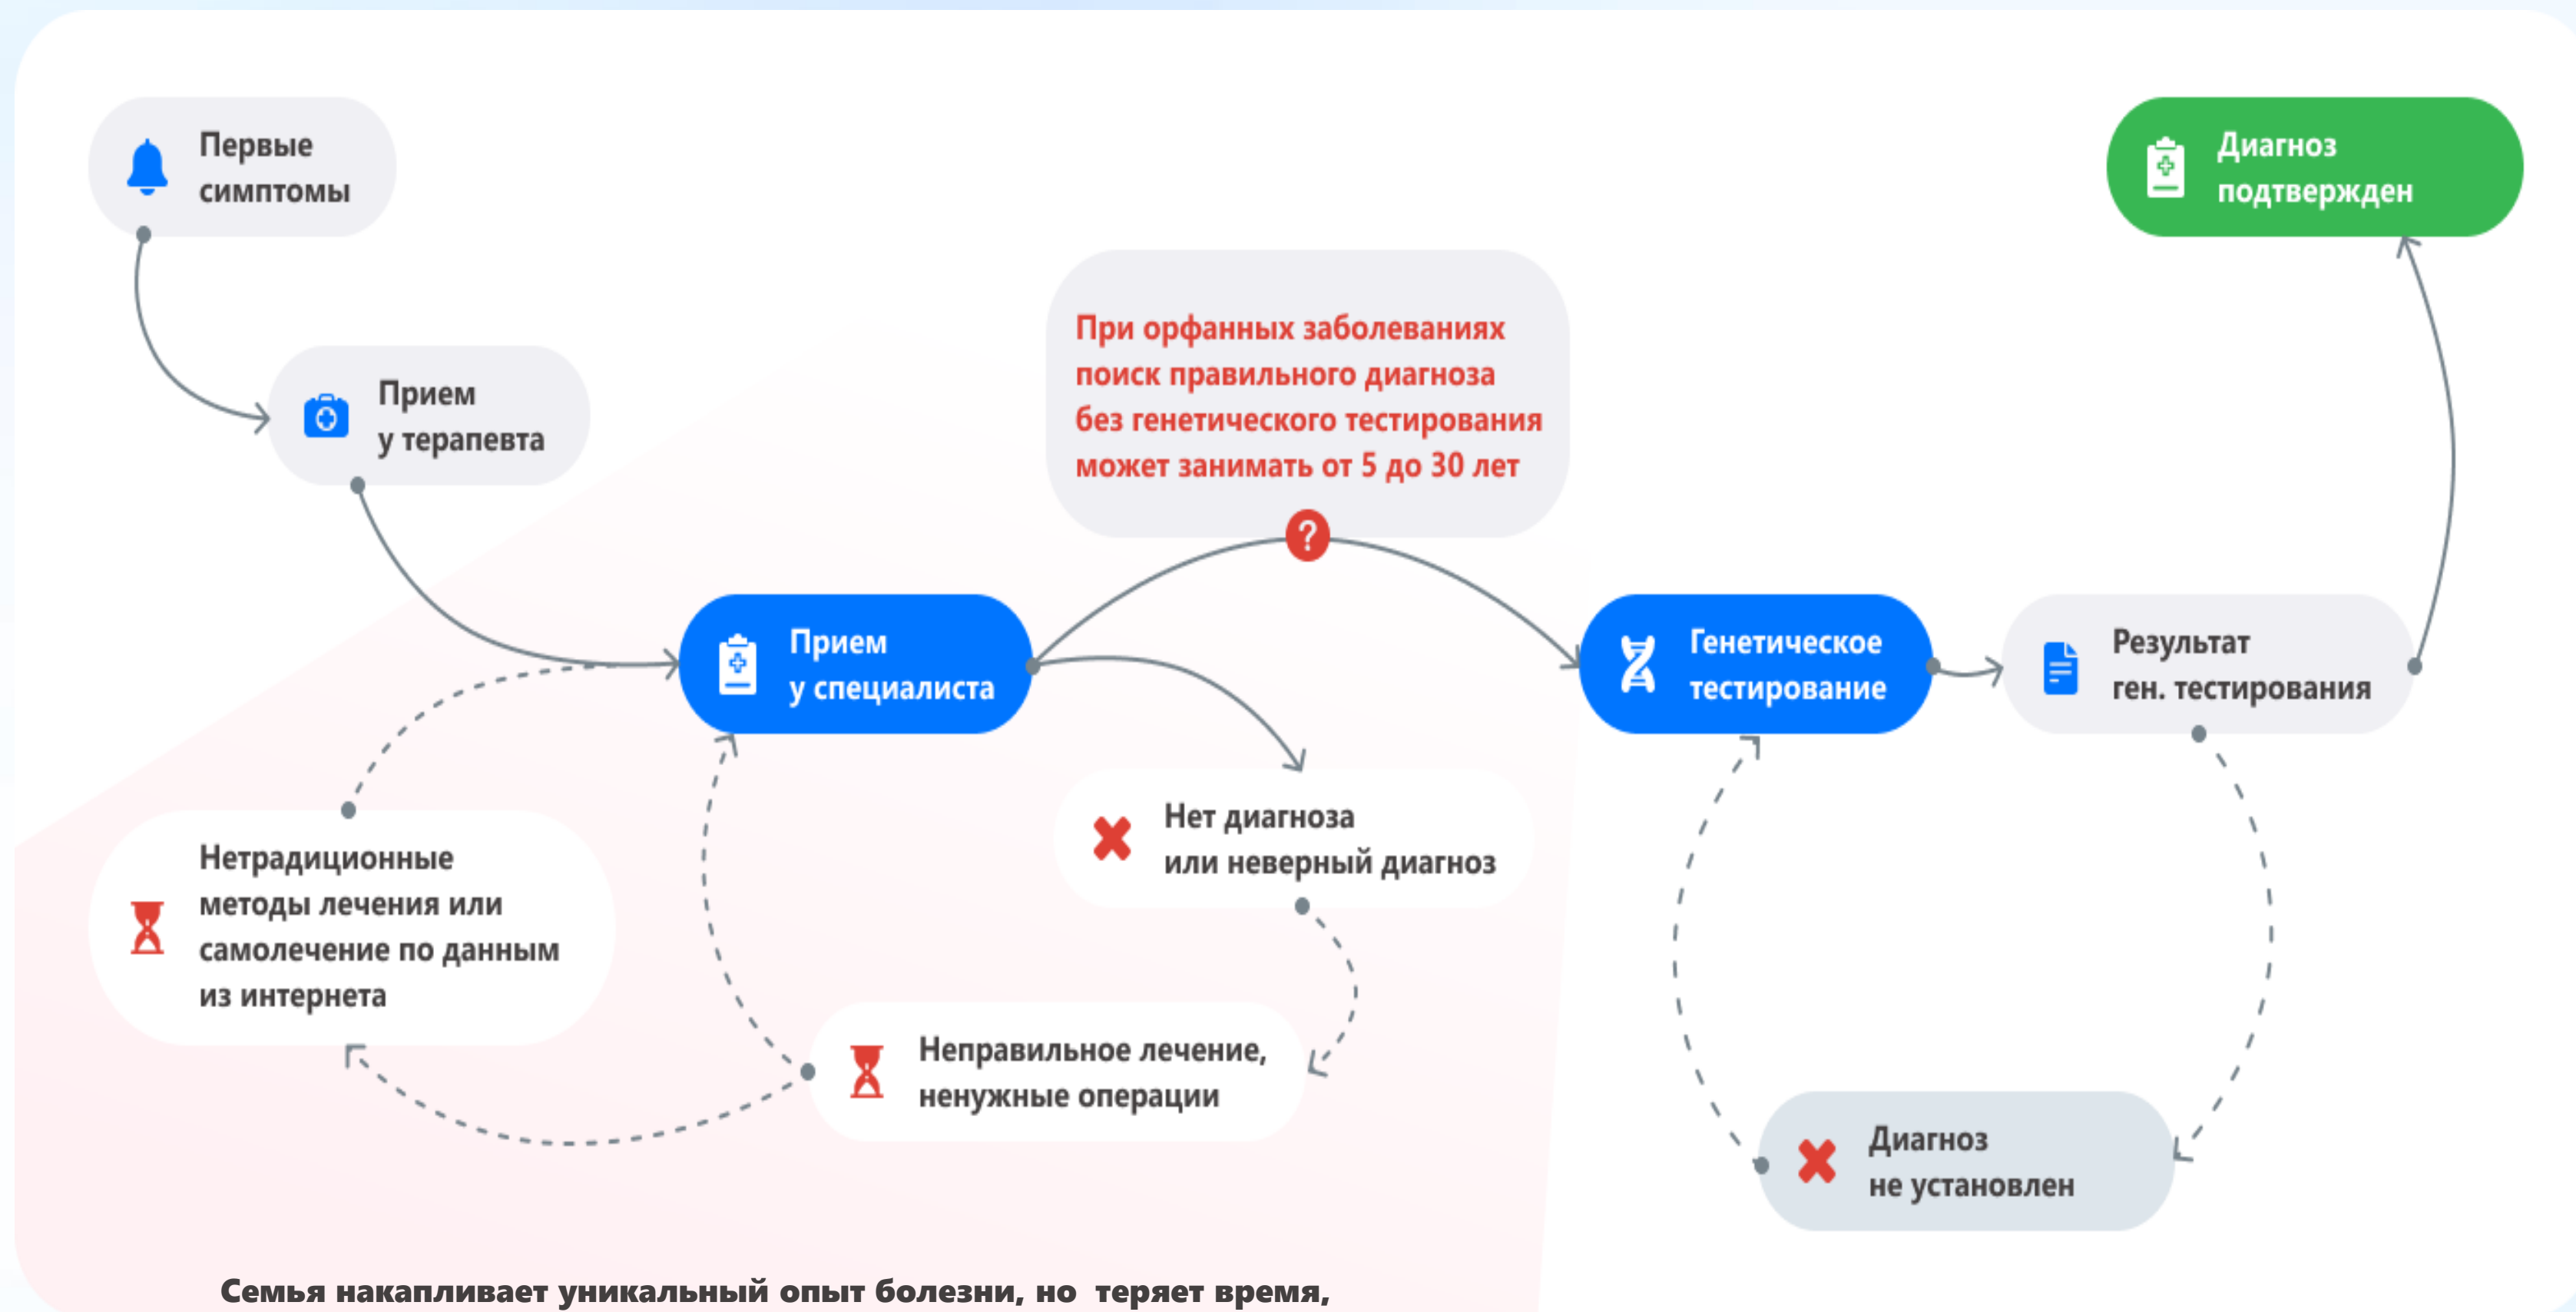 Первые
симптомы
Диагноз
подтвержден
При орфанных заболеваниях
поиск правильного диагноза
без генетического тестирования
может занимать от 5 до 30 лет
?
Прием
у терапевта
Прием
у специалиста
Генетическое
тестирование
Результат
ген. тестирования
Нет диагноза
или неверный диагноз
Нетрадиционные
методы лечения или
самолечение по данным
из интернета
Неправильное лечение,
ненужные операции
Диагноз
не установлен
Семья накапливает уникальный опыт болезни, но  теряет время,